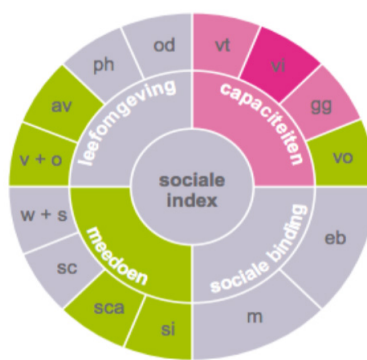 od
vt
ph
vi
av
gg
leefomgeving
capaciteiten
v + o
vo
sociale
index
w + s
eb
meedoen
sociale binding
sc
sca
si
m